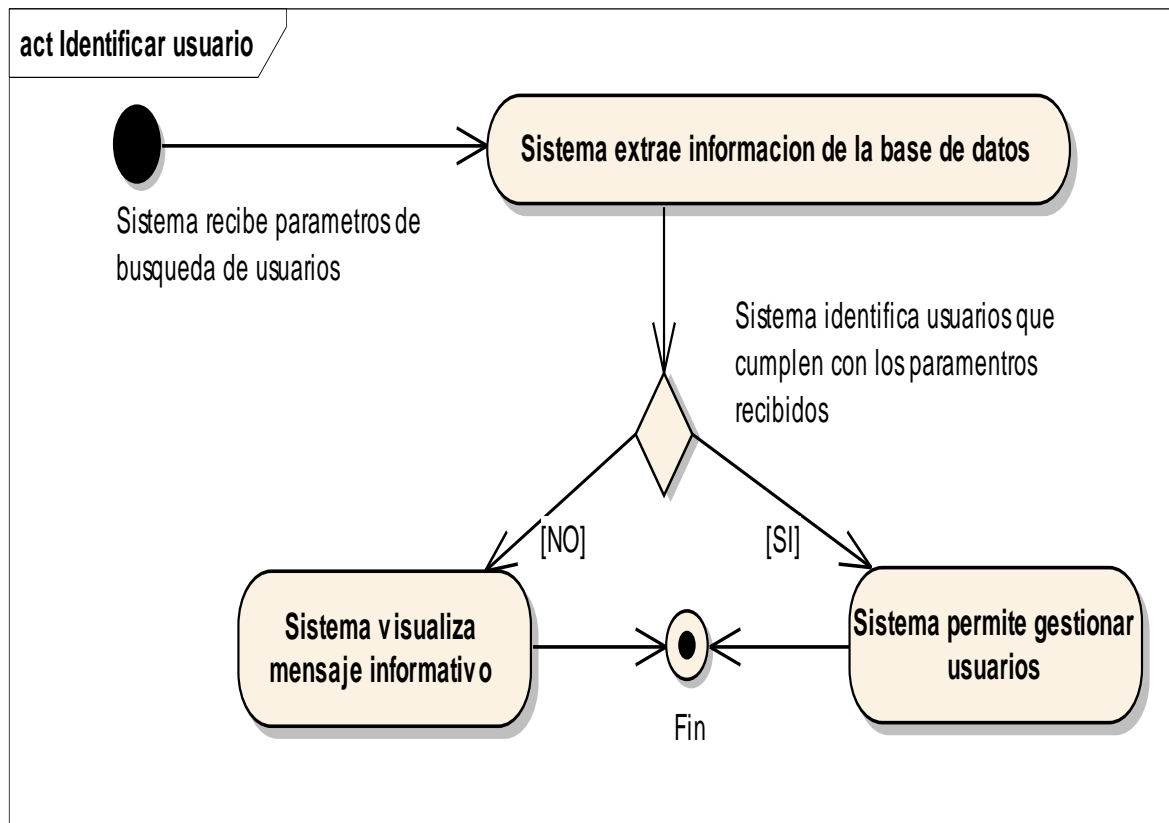 act Identificar usuario
Sistema extrae informacion de la base de datos
Sistema recibe parametros de
busqueda de usuarios
Sistema identifica usuarios que
cumplen con los paramentros
recibidos
[NO]
[SI]
Sistema visualiza
mensaje informativo
Sistema permite gestionar
usuarios
Fin